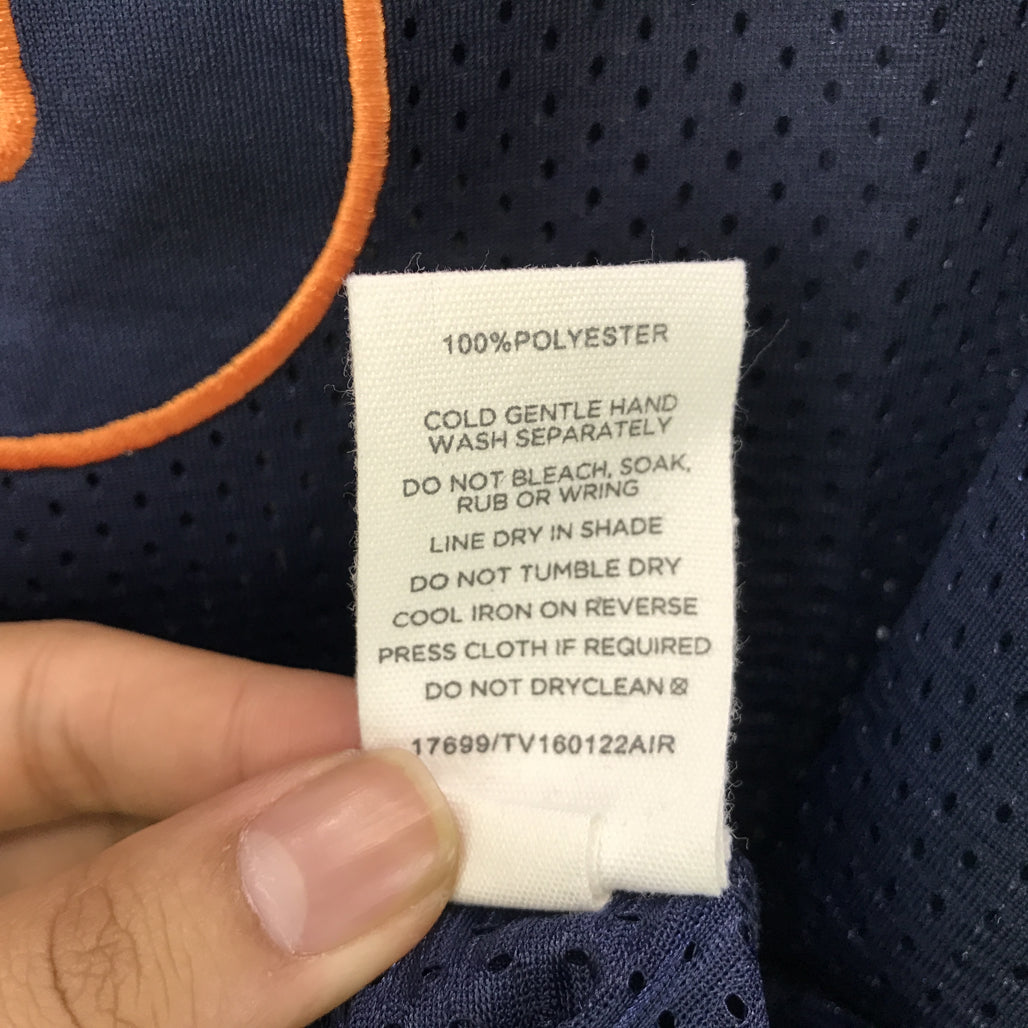 100%POLYESTER
COLD GENTLE HAND
WASH SEPARATELY
DO NOT BLEACH, SOAK,
RUB OR WRING
LINE DRY IN SHADE
DO NOT TUMBLE DRY
COOL IRON ON REVERSE
PRESS CLOTH IF REQUIRED
DO NOT DRYCLEAN
17699/TV160122AIR